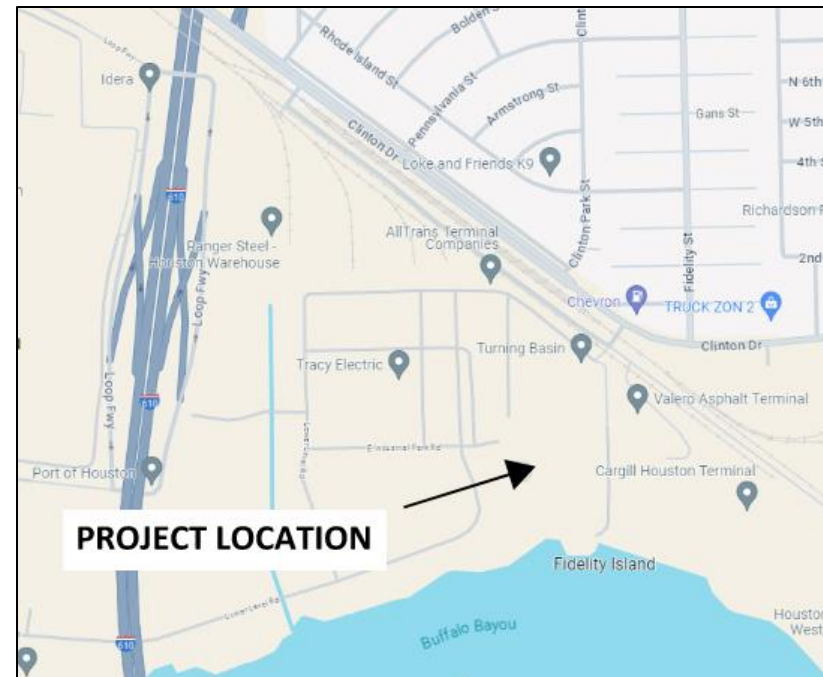 Bolden
Clint
Rhode Island St
Loop Fwy
Pennsylvania St
Idera
Armstrong St
N 6th
Gans St
W 5th
Clinton Dr
Loke and Friends K9
4th
610
Clinton Park St
Richardson
AllTrans Terminal
Companies
Ranger Steel -
Houston Warehouse
Fidelity St
2nd
Loop Fwy
Chevron
TRUCK ZON 2
Turning Basin
Clinton Dr
Tracy Electric
Loop Fwy
610
Valero Asphalt Terminal
Port of Houston
Cargill Houston Terminal
PROJECT LOCATION
Fidelity Island
Houston
West
Buffalo Bayou
610